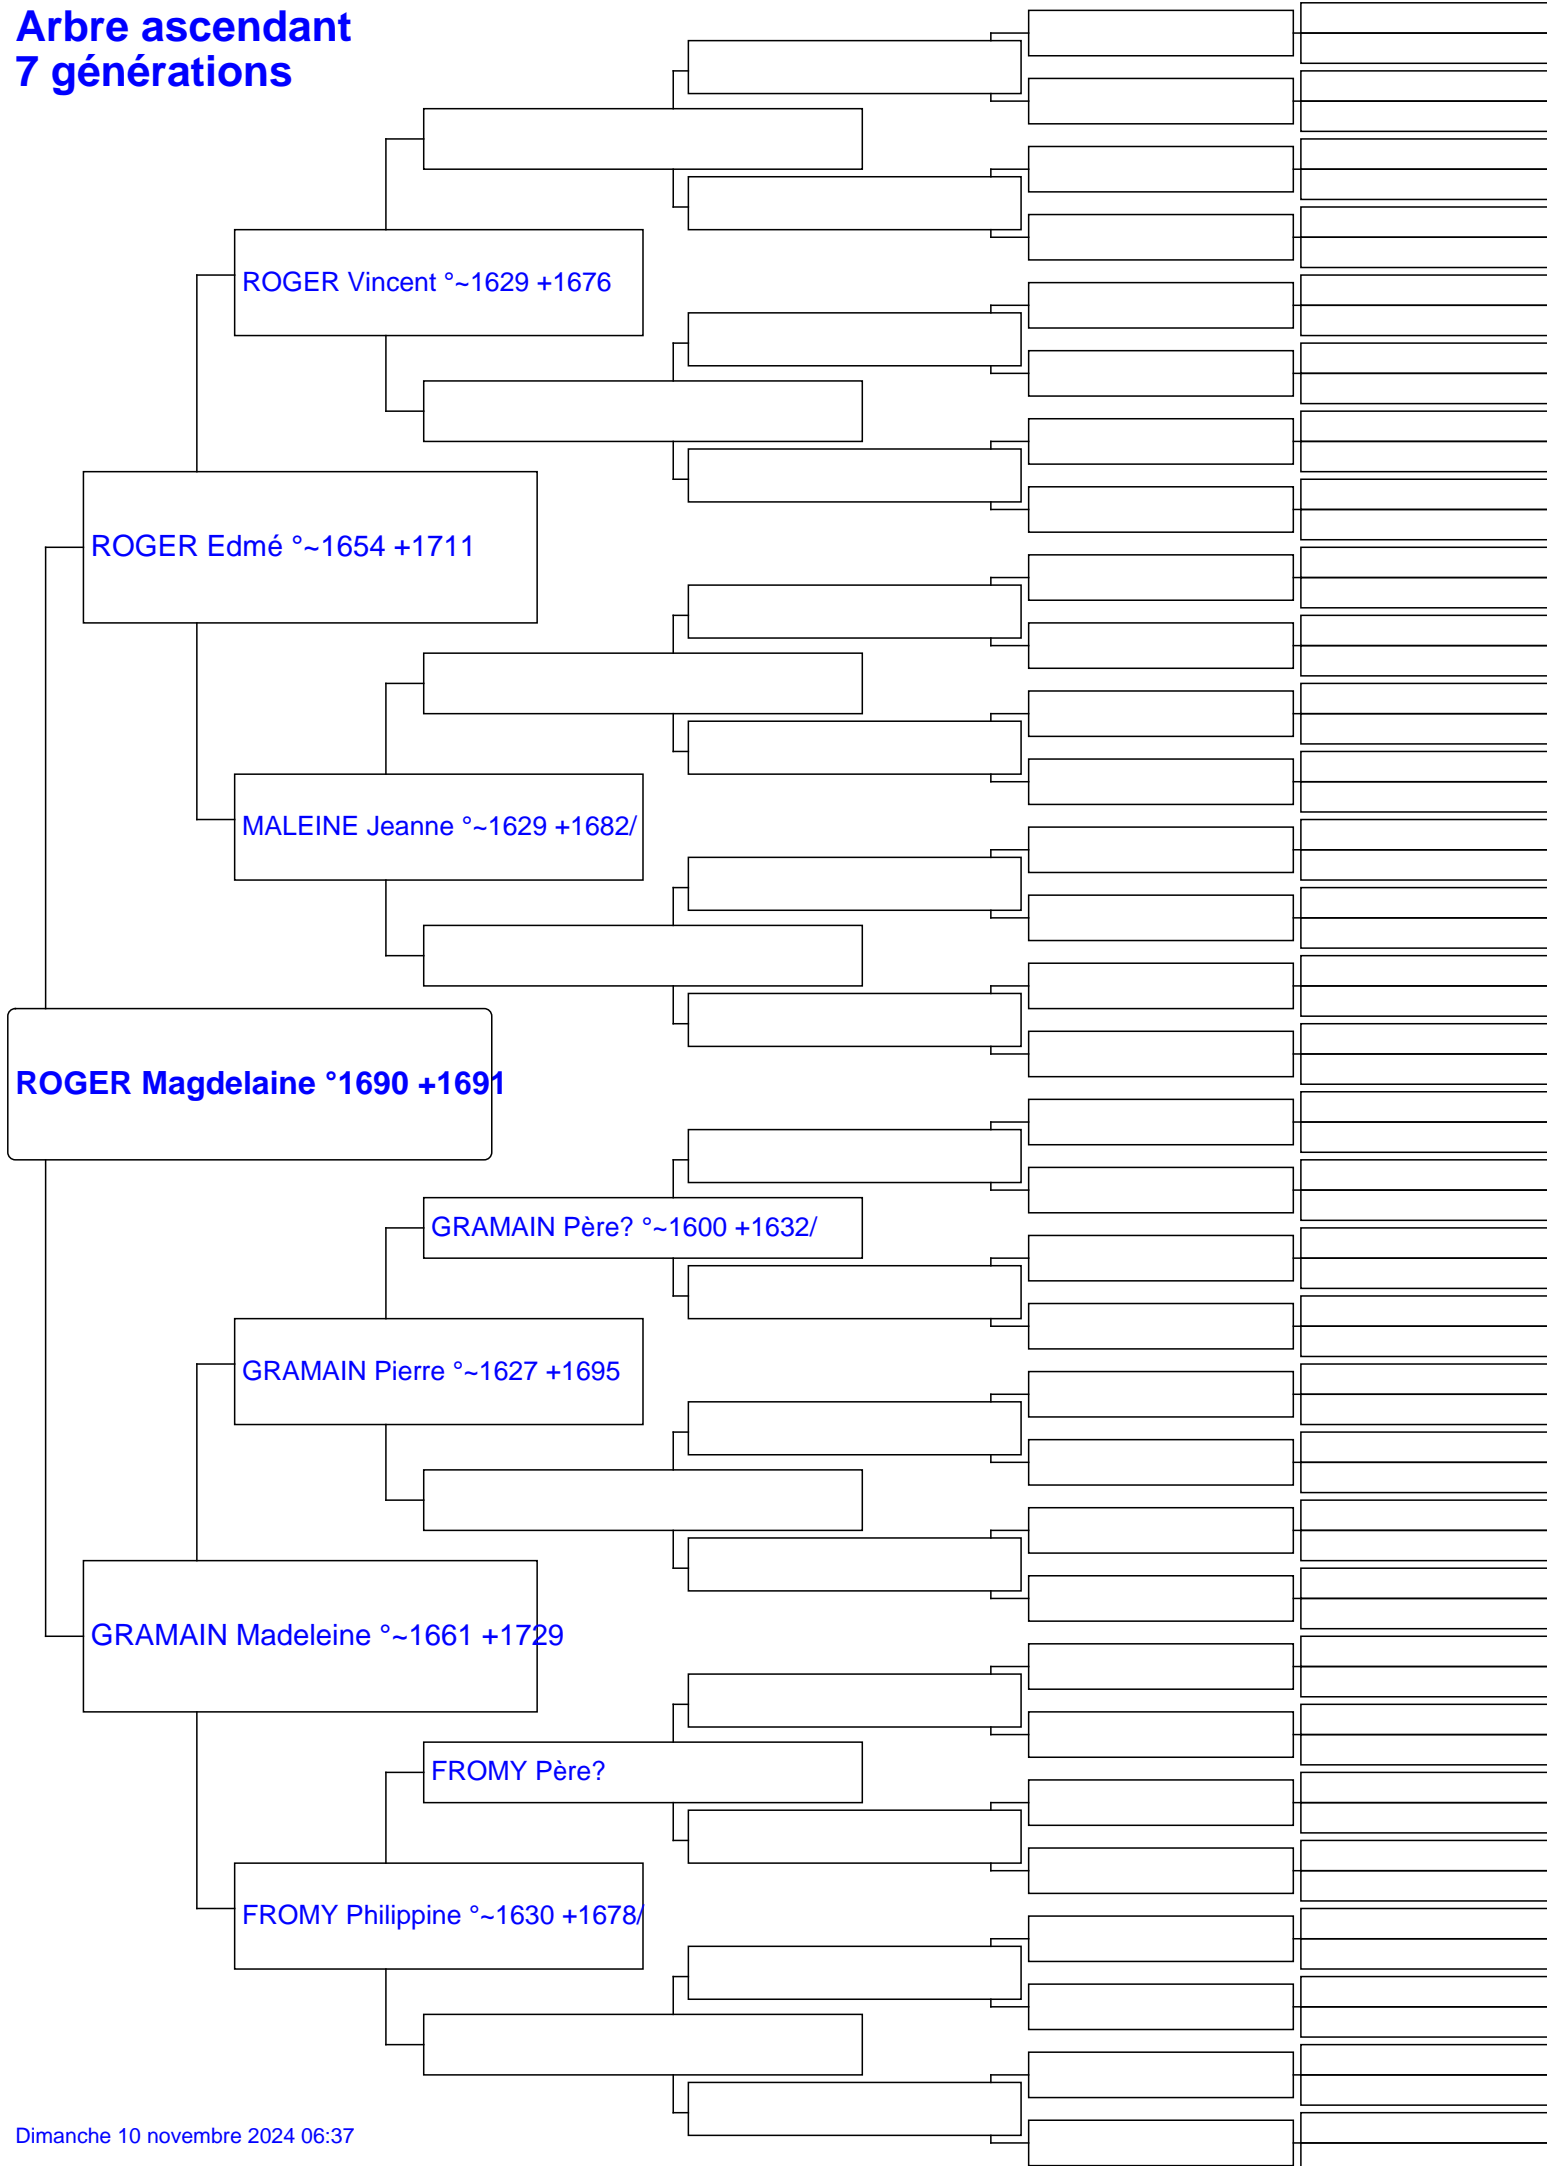 Arbre ascendant
7 générations
ROGER Vincent °~1629 +1676
ROGER Edmé °~1654 +1711
MALEINE Jeanne °~1629 +1682/
ROGER Magdelaine °1690 +1691
GRAMAIN Père? °~1600 +1632/
GRAMAIN Pierre °~1627 +1695
GRAMAIN Madeleine °~1661 +1729
FROMY Père?
FROMY Philippine °~1630 +1678/
Dimanche 10 novembre 2024 06:37